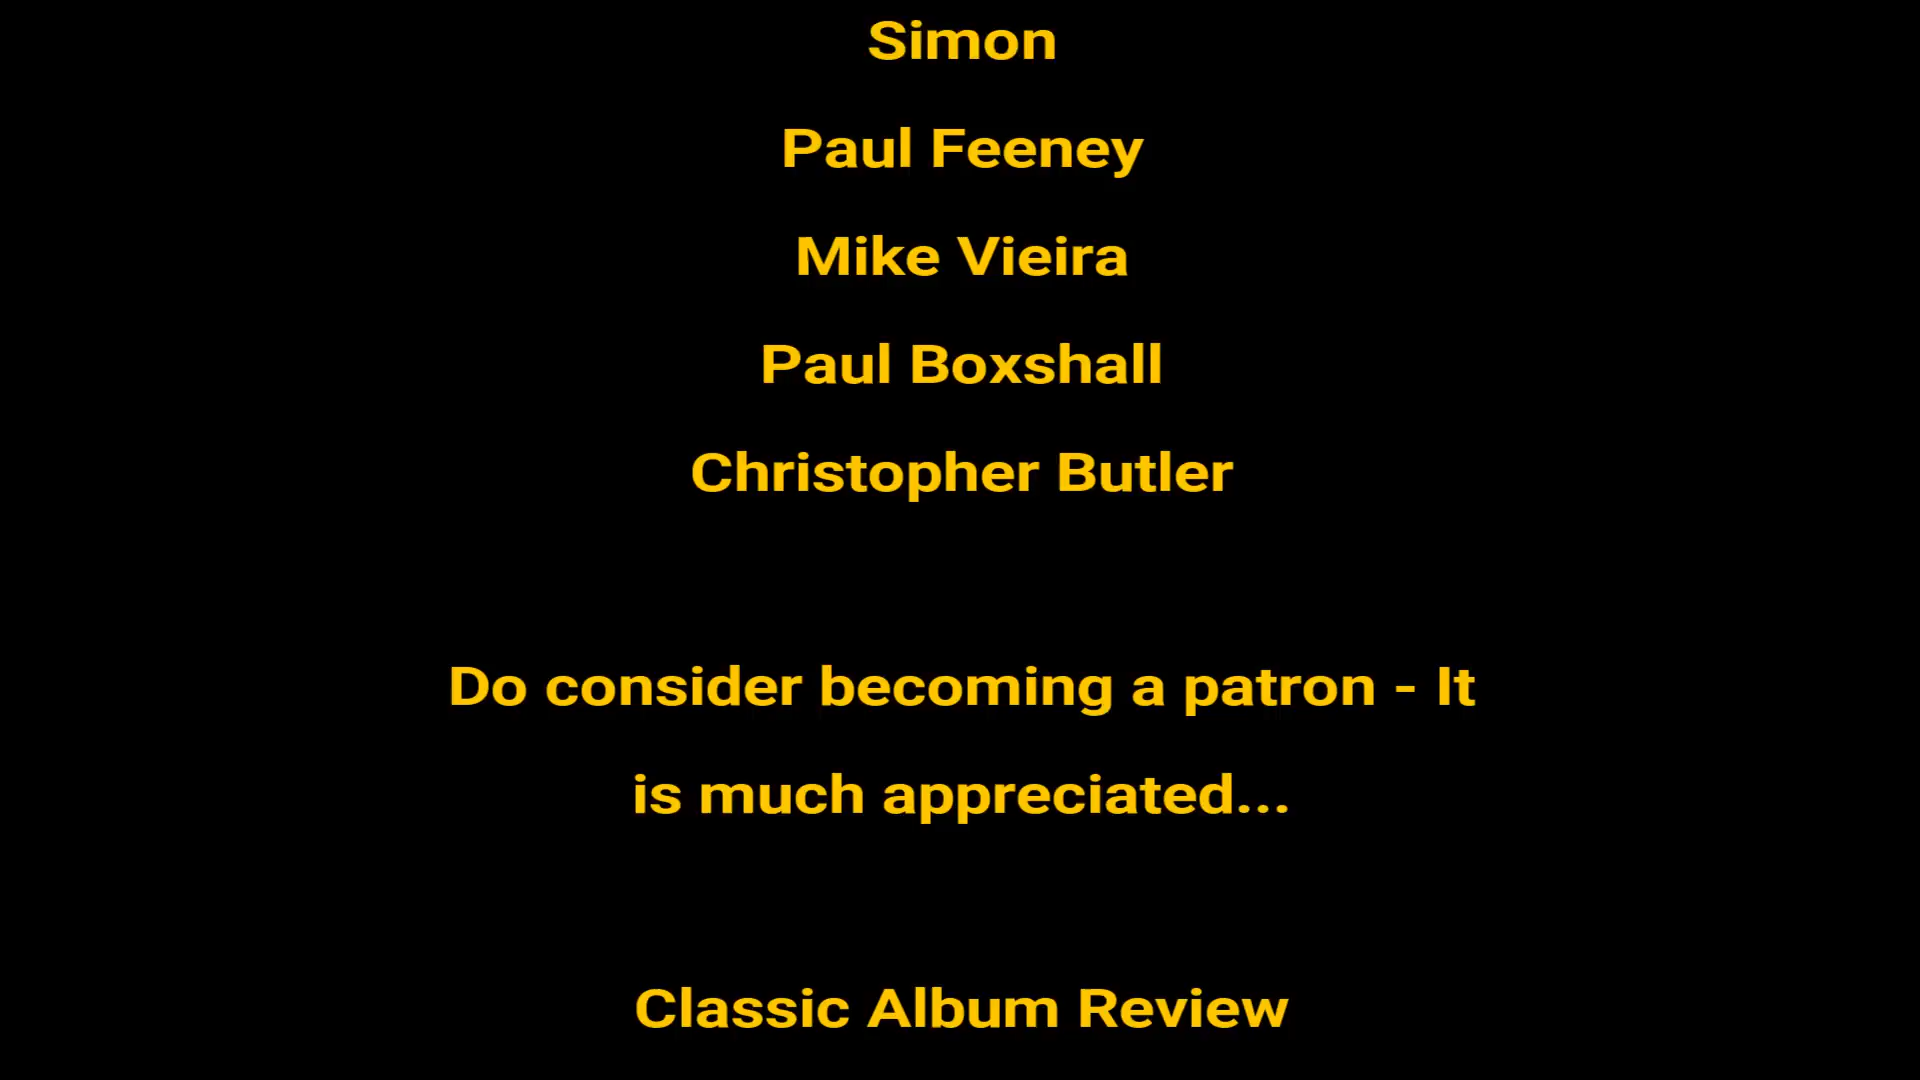 Simon
Paul Feeney
Mike Vieira
Paul Boxshall
Christopher Butler
Do consider becoming a patron - It
is much appreciated...
Classic Album Review